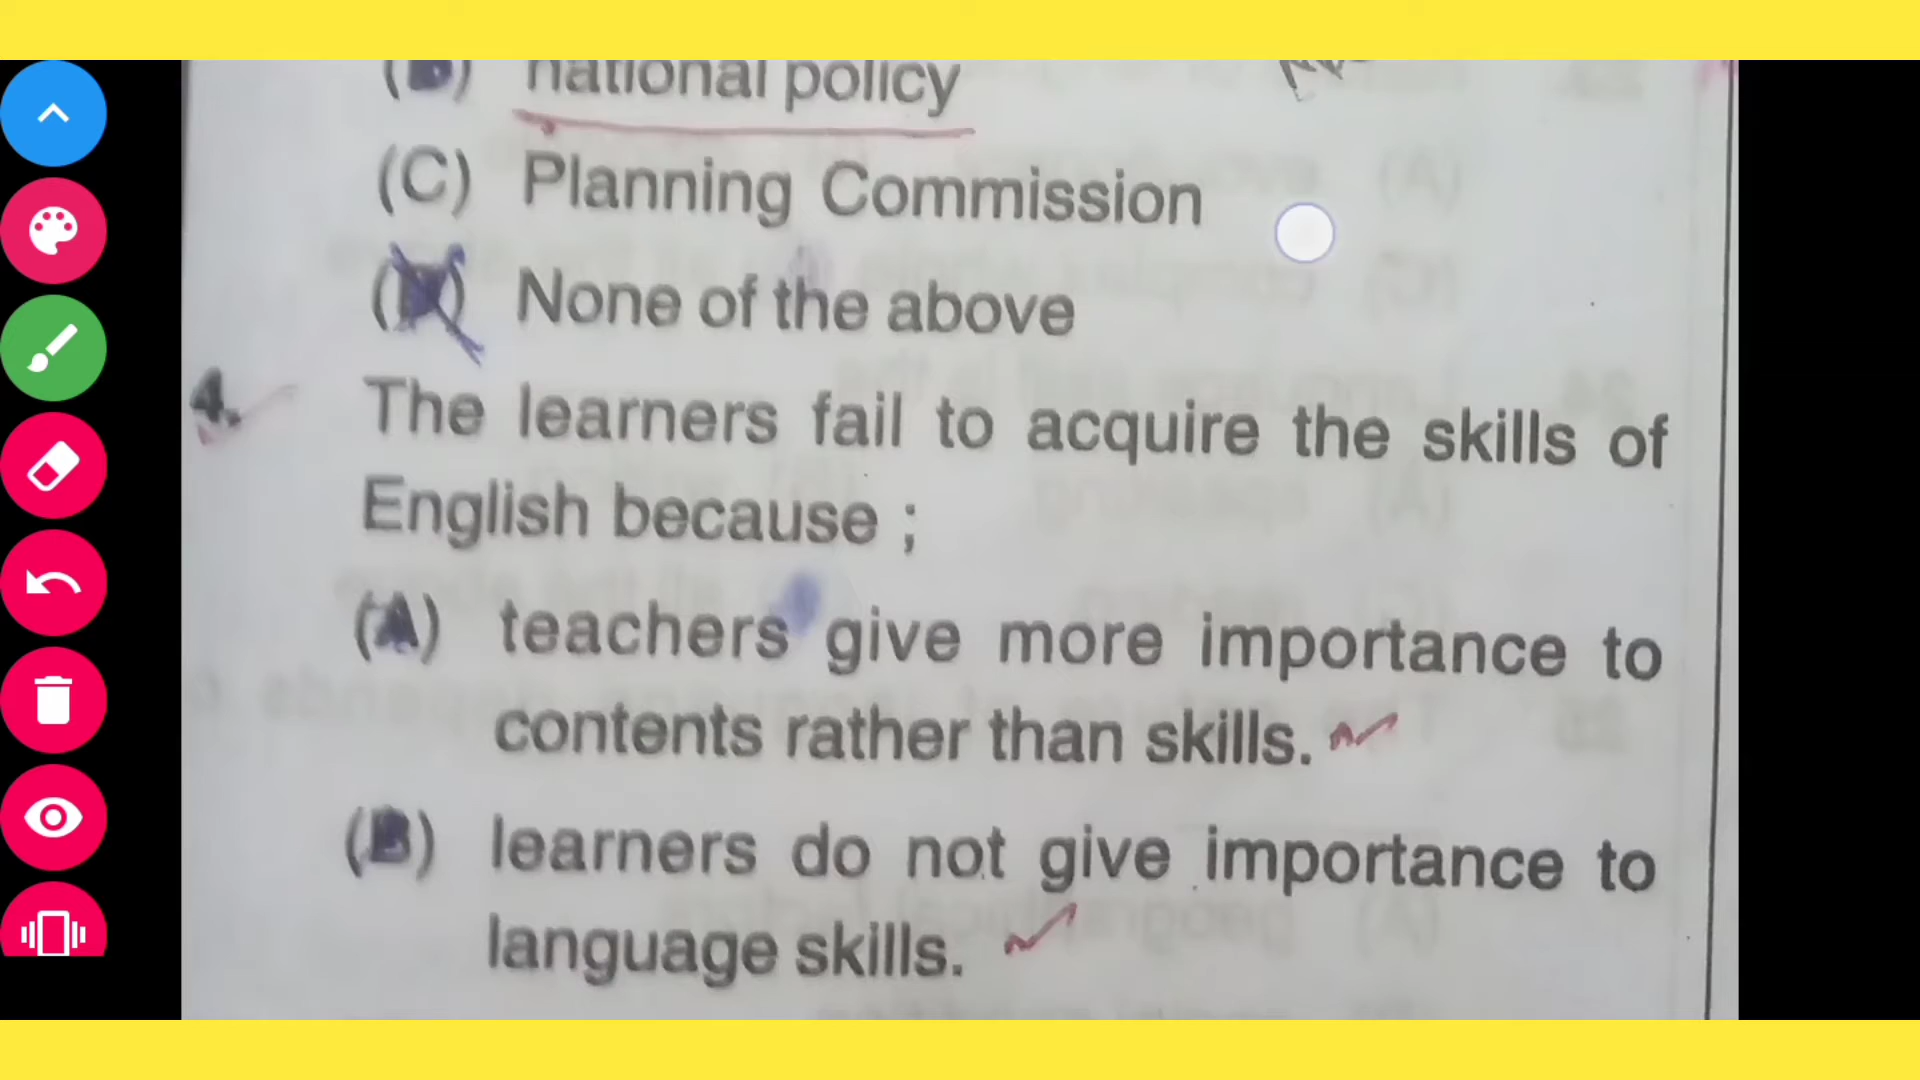 (B) national policy
(C) Planning Commission
(D) None of the above
4. The learners fail to acquire the skills of
English because ;
(A) teachers give more importance to
contents rather than skills.
(B) learners do not give importance to
language skills.